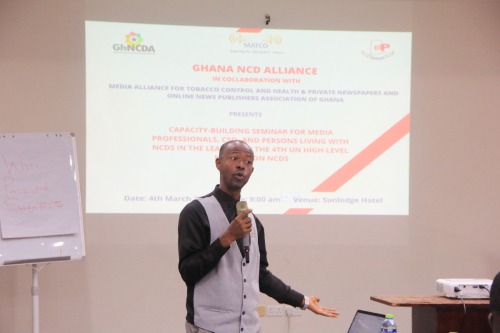 GhNCDA
MATCO
GHANA NCD ALLIANCE
IN COLLABORATION WITH
MEDIA ALLIANCE FOR TOBACCO CONTROL AND HEALTH & PRIVATE NEWSPAPERS AND
ONLINE NEWS PUBLISHERS ASSOCIATION OF GHANA
PRESENTS
CAPACITY-BUILDING SEMINAR FOR MEDIA
PROFESSIONALS, CSO, AND PERSONS LIVING WITH
NCDS IN THE LEA THE 4TH UN HIGH-LEVEL
ON NCDS
Date: 4th March 9:00 am Venue: Sunlodge Hotel